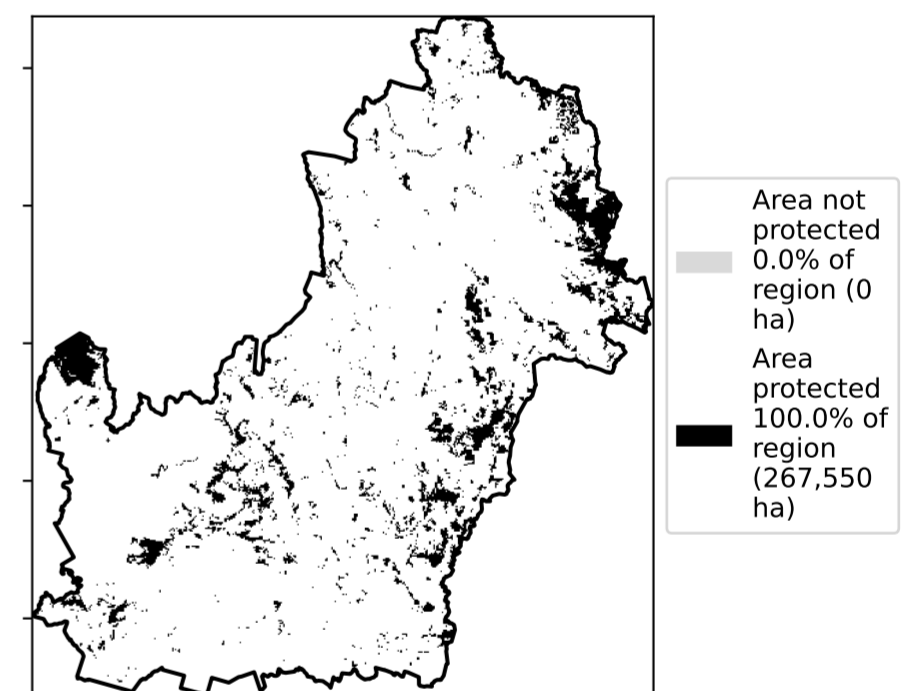 Area not
protected
0.0% of
region (0
ha)
Area
protected
100.0% of
region
(267,550
ha)